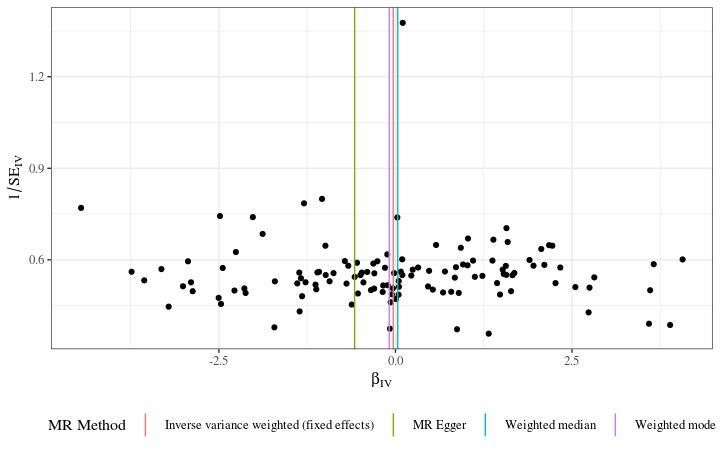 1/SE_IV
1.2
0.9
0.6
-2.5
0.0
2.5
β_IV
MR Method
Inverse variance weighted (fixed effects)
MR Egger
Weighted median
Weighted mode